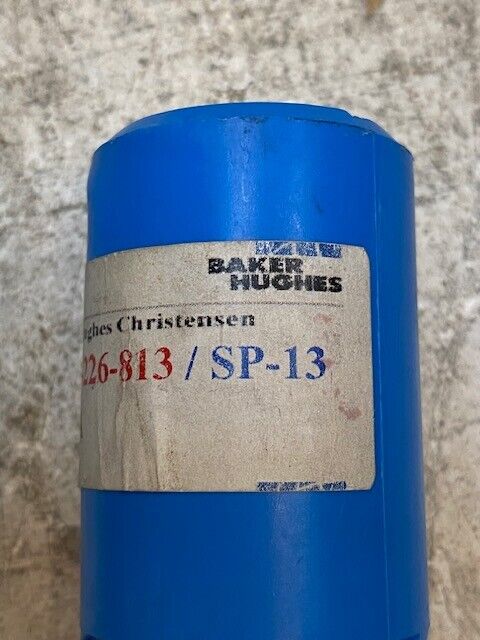 BAKER
HUGHES
ghes Christensen
226-813 / SP-13